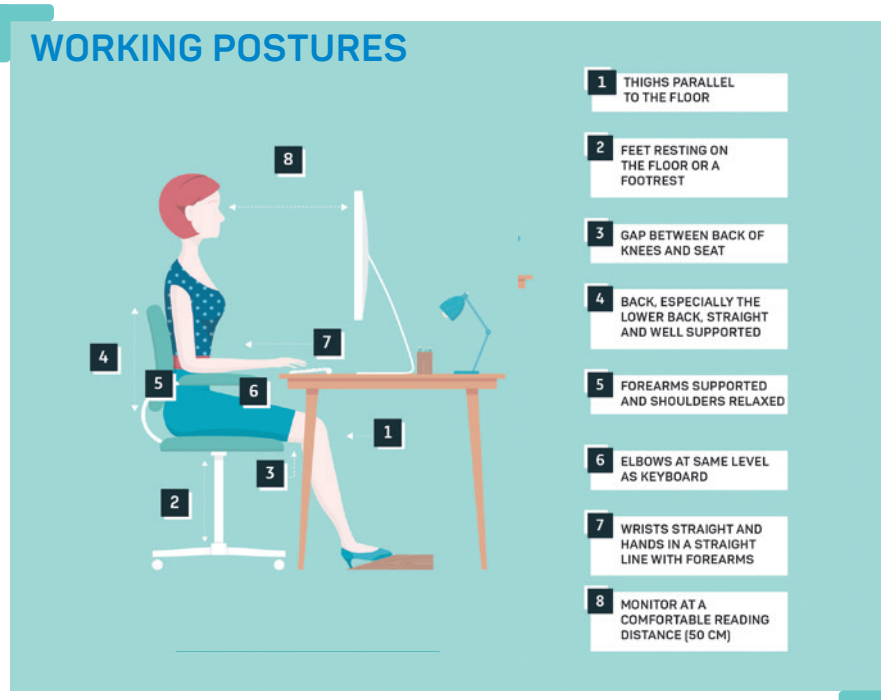 WORKING POSTURES
8
7
4
5
6
1
3
2
1 THIGHS PARALLEL
TO THE FLOOR
2 FEET RESTING ON
THE FLOOR OR A
FOOTREST
3 GAP BETWEEN BACK OF
KNEES AND SEAT
4 BACK, ESPECIALLY THE
LOWER BACK, STRAIGHT
AND WELL SUPPORTED
5 FOREARMS SUPPORTED
AND SHOULDERS RELAXED
6 ELBOWS AT SAME LEVEL
AS KEYBOARD
7 WRISTS STRAIGHT AND
HANDS IN A STRAIGHT
LINE WITH FOREARMS
8 MONITOR AT A
COMFORTABLE READING
DISTANCE (50 CM)